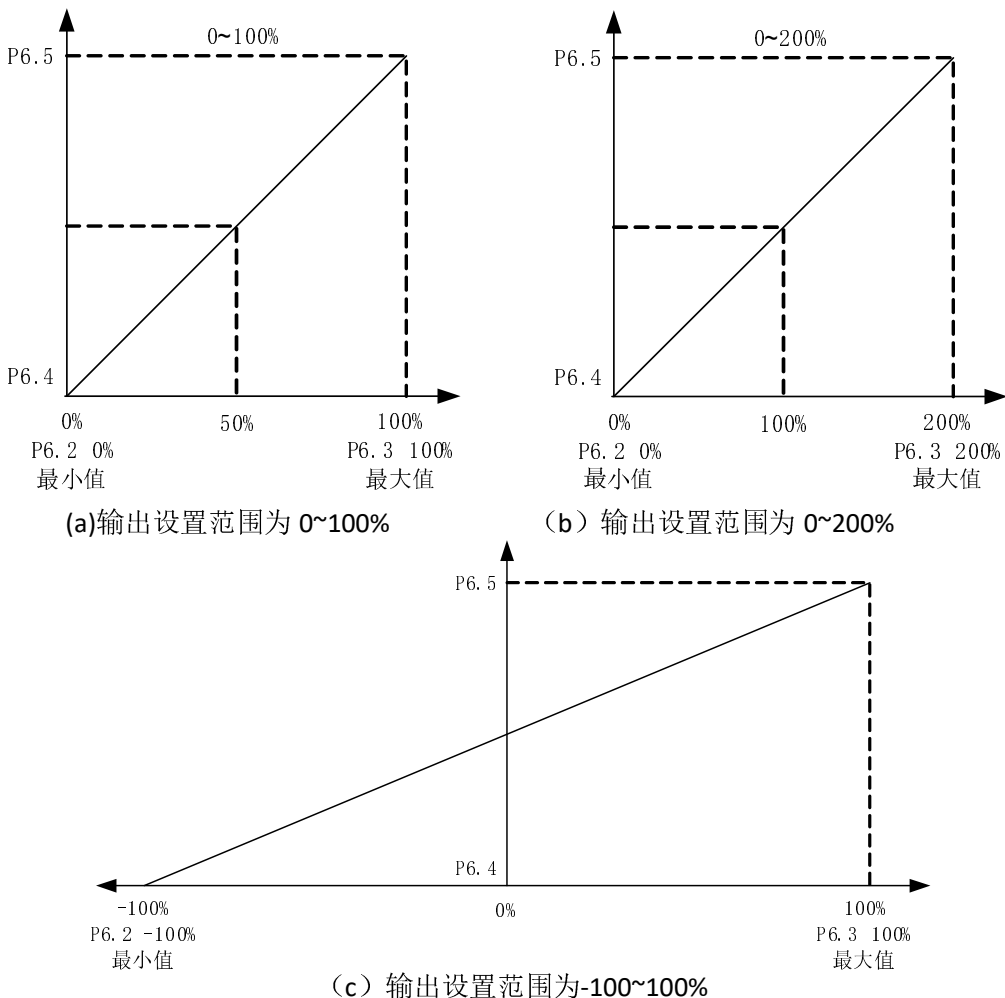 0~100%
P6.5
P6.4
0% 50% 100%
P6.2 0% P6.3 100%
最小值 最大值
(a)输出设置范围为 0~100%
0~200%
P6.5
P6.4
0% 100% 200%
P6.2 0% P6.3 200%
最小值 最大值
（b）输出设置范围为 0~200%
P6.5
P6.4
-100% 0% 100%
P6.2 -100% P6.3 100%
最小值 最大值
（c）输出设置范围为-100~100%